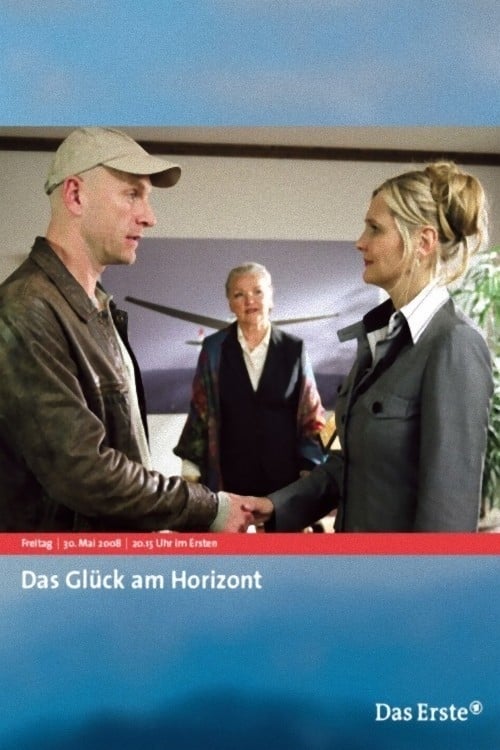 Freitag | 30. Mai 2008 | 20.15 Uhr im Ersten
Das Glück am Horizont
Das Erste